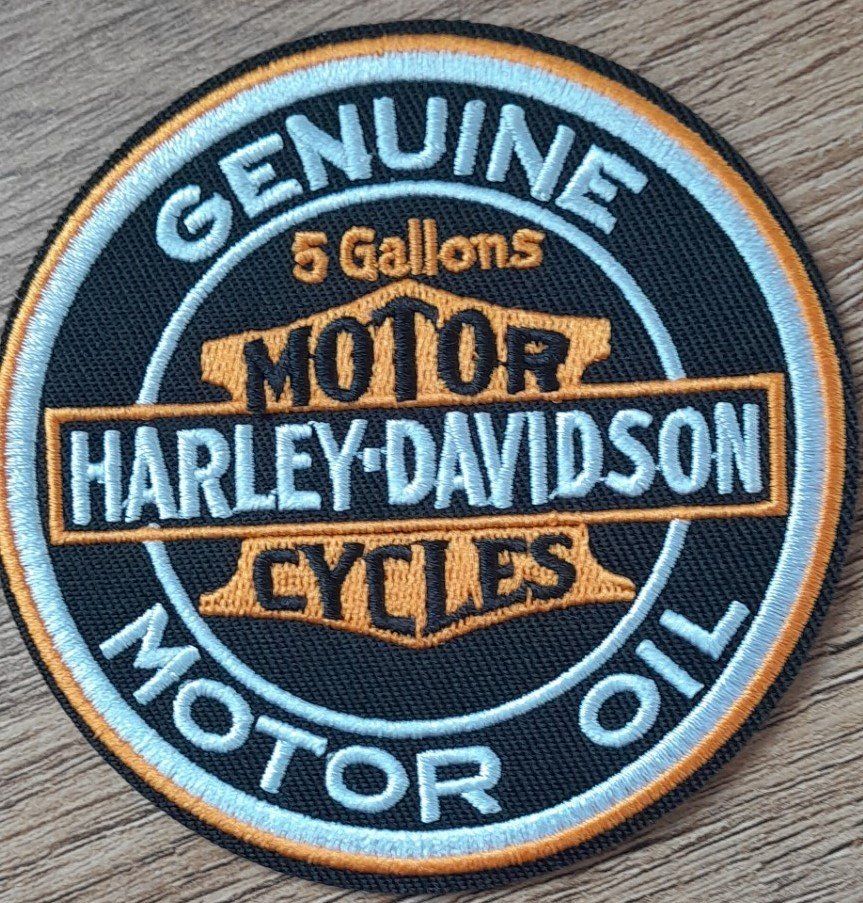 GENUINE
5 Gallons
MOTOR
HARLEY-DAVIDSON
CYCLES
MOTOR OIL